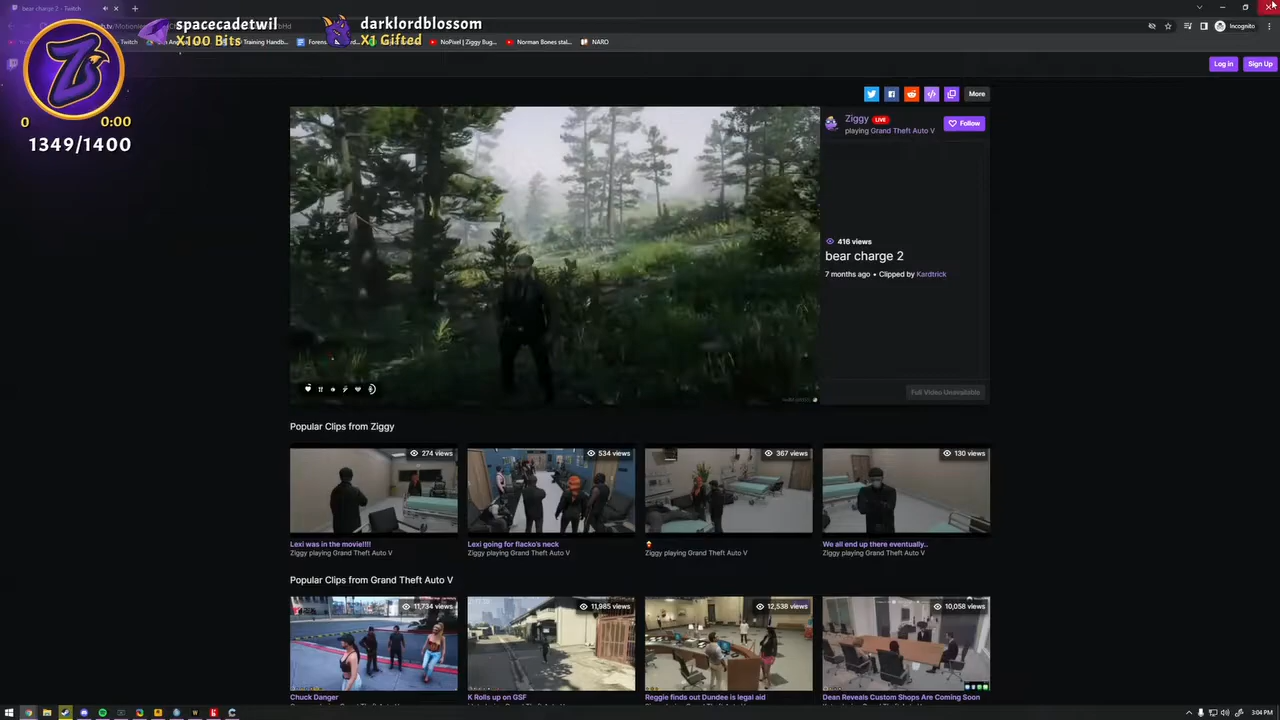 bear charge 2 - Twitch
spacecadetwil
X100 Bits
darklordblossom
X1 Gifted
Incognito
Training Handb...
NoPixel | Ziggy Bug...
Norman Bones stal...
NARO
Log in
Sign Up
0
0:00
1349/1400
More
Ziggy
LIVE
playing Grand Theft Auto V
Follow
416 views
bear charge 2
7 months ago • Clipped by Kardtrick
Full Video Unavailable
Popular Clips from Ziggy
274 views
534 views
367 views
130 views
Lexi was in the movie!!!!
Lexi going for flacko's neck
We all end up there eventually..
Ziggy playing Grand Theft Auto V
Ziggy playing Grand Theft Auto V
Ziggy playing Grand Theft Auto V
Ziggy playing Grand Theft Auto V
Popular Clips from Grand Theft Auto V
11,734 views
11,985 views
12,538 views
10,058 views
Chuck Danger
K Rolls up on GSF
Reggie finds out Dundee is legal aid
Dean Reveals Custom Shops Are Coming Soon
3:04 PM